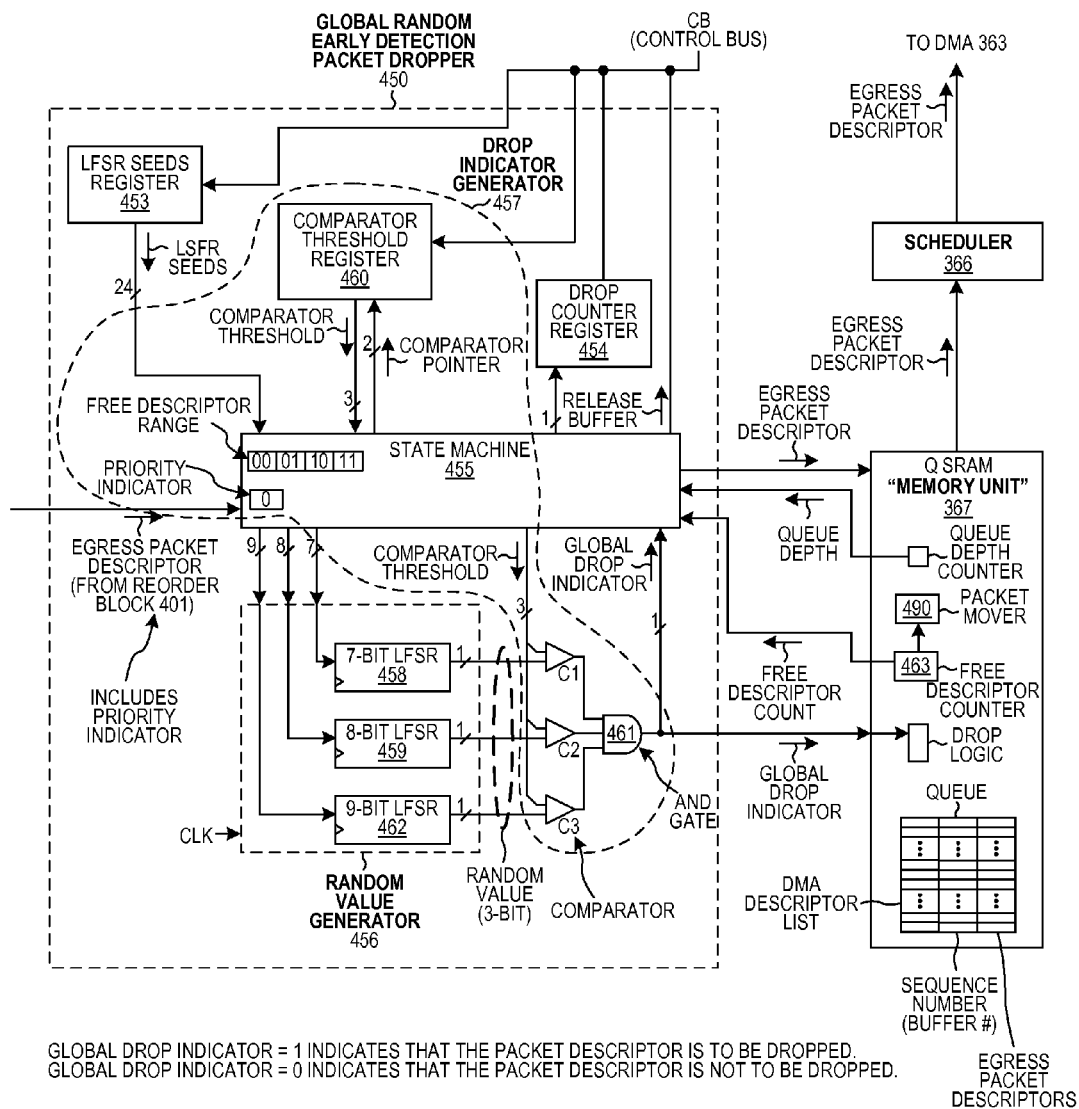 GLOBAL RANDOM
EARLY DETECTION
PACKET DROPPER
450
CB
(CONTROL BUS)
TO DMA 363
EGRESS
PACKET
DESCRIPTOR
LFSR SEEDS
REGISTER
453
DROP
INDICATOR
GENERATOR
457
COMPARATOR
THRESHOLD
REGISTER
460
SCHEDULER
366
LSFR
SEEDS
24
COMPARATOR
THRESHOLD
2
COMPARATOR
POINTER
3
DROP
COUNTER
REGISTER
454
1
RELEASE
BUFFER
EGRESS
PACKET
DESCRIPTOR
FREE DESCRIPTOR
RANGE
EGRESS
PACKET
DESCRIPTOR
STATE MACHINE
455
00 01 10 11
PRIORITY
INDICATOR
0
Q SRAM
"MEMORY UNIT"
367
QUEUE
DEPTH
QUEUE
DEPTH
COUNTER
EGRESS PACKET
DESCRIPTOR
(FROM REORDER
BLOCK 401)
9
8
7
COMPARATOR
THRESHOLD
3
GLOBAL
DROP
INDICATOR
1
490
PACKET
MOVER
463
FREE
DESCRIPTOR
COUNTER
FREE
DESCRIPTOR
COUNT
INCLUDES
PRIORITY
INDICATOR
7-BIT LFSR
458
1
C1
8-BIT LFSR
459
1
C2
461
DROP
LOGIC
GLOBAL
DROP
INDICATOR
9-BIT LFSR
462
1
C3
AND
GATE
CLK
QUEUE
RANDOM
VALUE
GENERATOR
456
RANDOM
VALUE
(3-BIT)
COMPARATOR
DMA
DESCRIPTOR
LIST
SEQUENCE
NUMBER
(BUFFER #)
EGRESS
PACKET
DESCRIPTORS
GLOBAL DROP INDICATOR = 1 INDICATES THAT THE PACKET DESCRIPTOR IS TO BE DROPPED.
GLOBAL DROP INDICATOR = 0 INDICATES THAT THE PACKET DESCRIPTOR IS NOT TO BE DROPPED.